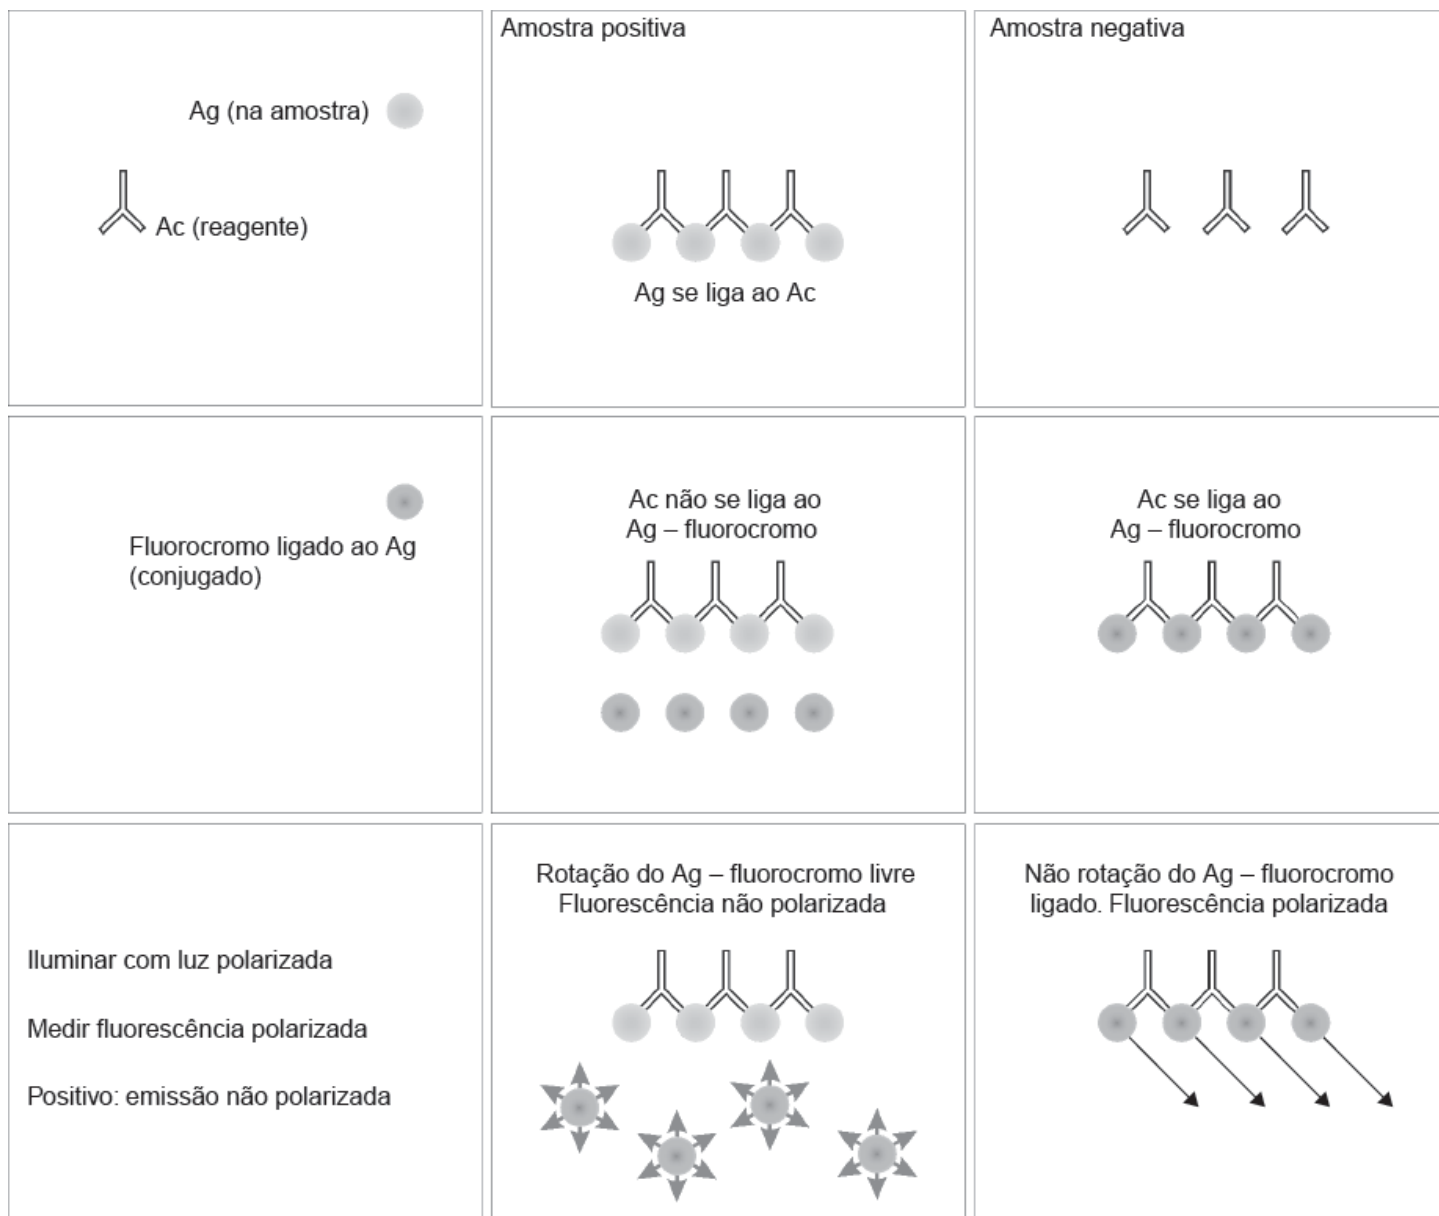 Amostra positiva
Amostra negativa
Ag (na amostra)
Ac (reagente)
Ag se liga ao Ac
Fluorocromo ligado ao Ag
(conjugado)
Ac não se liga ao
Ag – fluorocromo
Ac se liga ao
Ag – fluorocromo
Iluminar com luz polarizada
Medir fluorescência polarizada
Positivo: emissão não polarizada
Rotação do Ag – fluorocromo livre
Fluorescência não polarizada
Não rotação do Ag – fluorocromo
ligado. Fluorescência polarizada